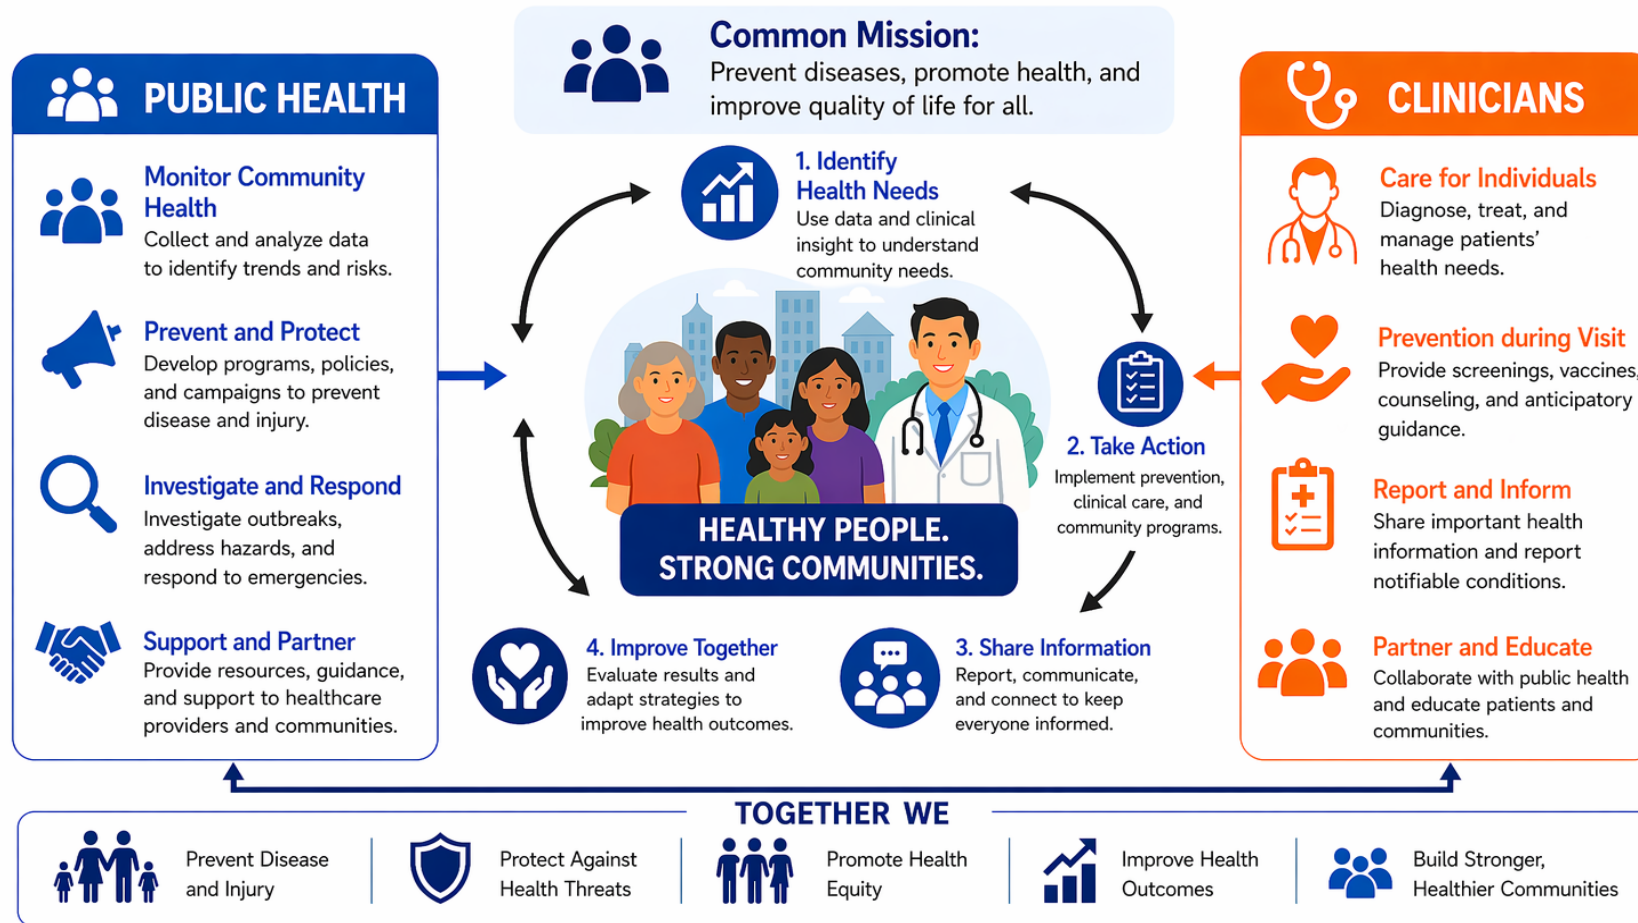 Common Mission:
Prevent diseases, promote health, and
improve quality of life for all.
PUBLIC HEALTH
Monitor Community
Health
Collect and analyze data
to identify trends and risks.
Prevent and Protect
Develop programs, policies,
and campaigns to prevent
disease and injury.
Investigate and Respond
Investigate outbreaks,
address hazards, and
respond to emergencies.
Support and Partner
Provide resources, guidance,
and support to healthcare
providers and communities.
1. Identify
Health Needs
Use data and clinical
insight to understand
community needs.
2. Take Action
Implement prevention,
clinical care, and
community programs.
HEALTHY PEOPLE.
STRONG COMMUNITIES.
4. Improve Together
Evaluate results and
adapt strategies to
improve health outcomes.
3. Share Information
Report, communicate,
and connect to keep
everyone informed.
CLINICIANS
Care for Individuals
Diagnose, treat, and
manage patients'
health needs.
Prevention during Visit
Provide screenings, vaccines,
counseling, and anticipatory
guidance.
Report and Inform
Share important health
information and report
notifiable conditions.
Partner and Educate
Collaborate with public health
and educate patients and
communities.
TOGETHER WE
Prevent Disease
and Injury
Protect Against
Health Threats
Promote Health
Equity
Improve Health
Outcomes
Build Stronger,
Healthier Communities